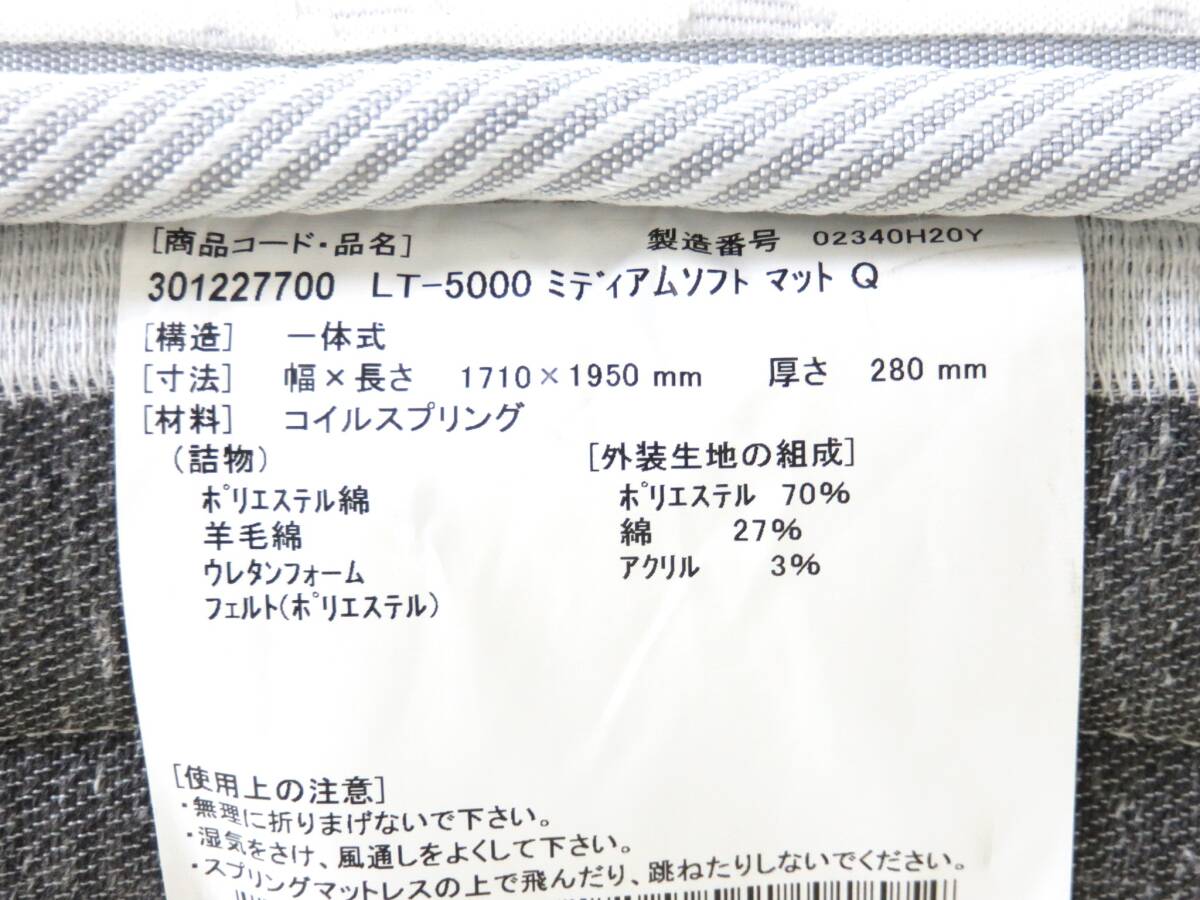 [商品コード・品名] 製造番号 02340H20Y
301227700 LT-5000 ミディアムソフト マット Q
[構造] 一体式
[寸法] 幅×長さ 1710×1950 mm 厚さ 280 mm
[材料] コイルスプリング
(詰物) [外装生地の組成]
ポリエステル綿 ポリエステル 70%
羊毛綿 綿 27%
ウレタンフォーム アクリル 3%
フェルト(ポリエステル)
[使用上の注意]
・無理に折りまげないで下さい。
・湿気をさけ、風通しをよくして下さい。
・スプリングマットレスの上で飛んだり、跳ねたりしないでください。